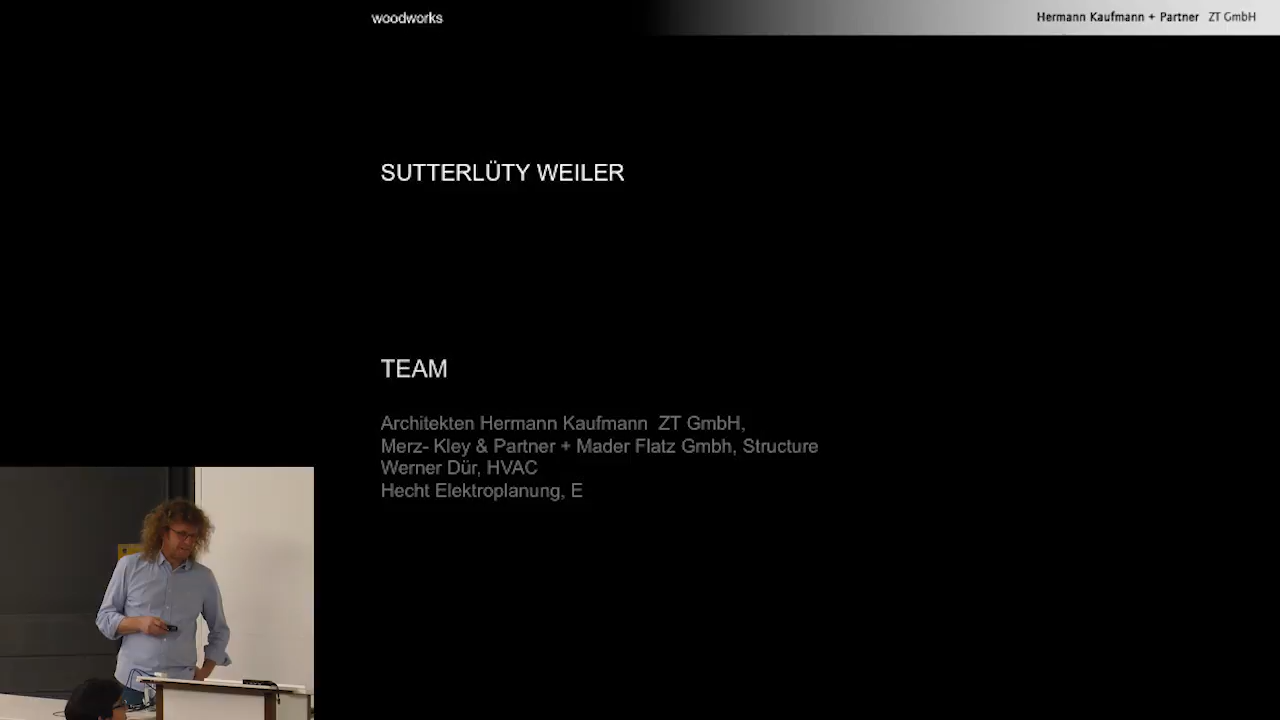 woodworks
Hermann Kaufmann + Partner ZT GmbH
SUTTERLÜTY WEILER
TEAM
Architekten Hermann Kaufmann ZT GmbH,
Merz- Kley & Partner + Mader Flatz Gmbh, Structure
Werner Dür, HVAC
Hecht Elektroplanung, E